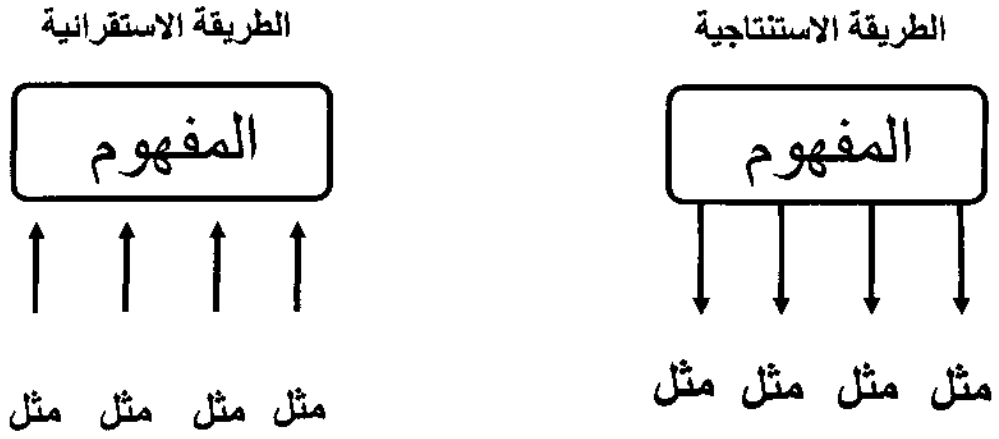 الطريقة الاستنتاجية
المفهوم
مثل مثل مثل مثل
الطريقة الاستقرائية
المفهوم
مثل مثل مثل مثل